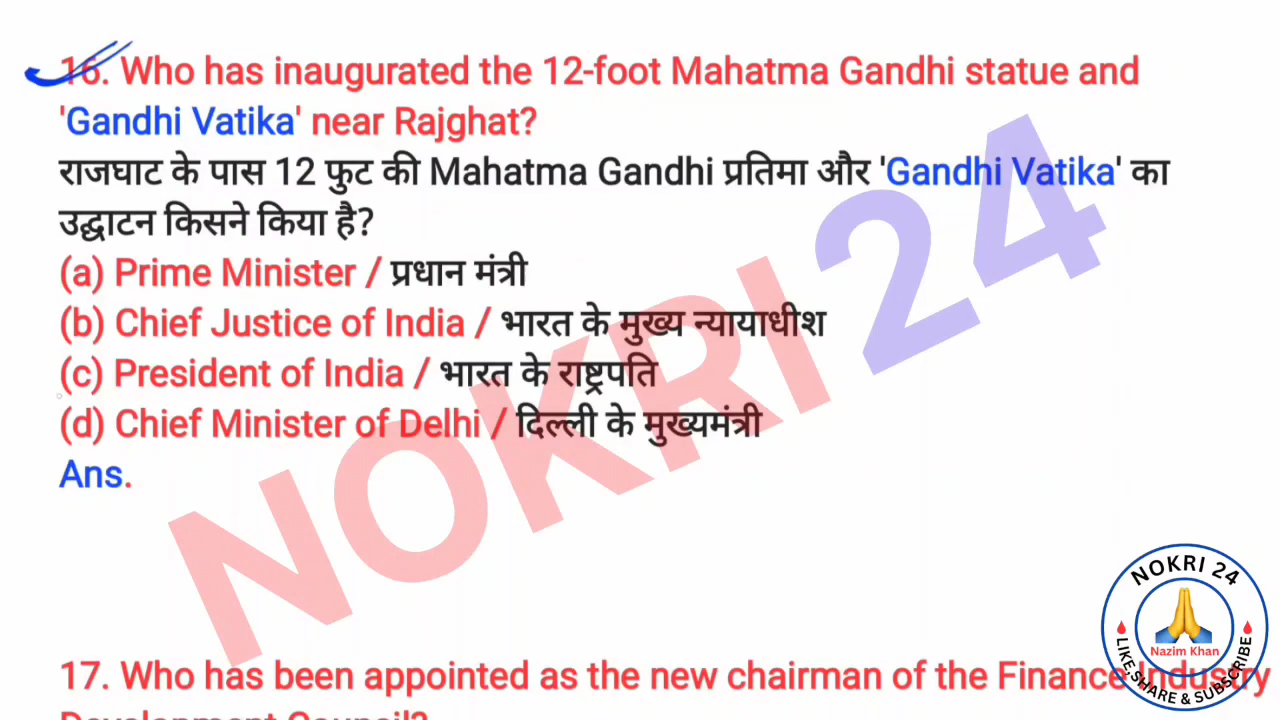 16. Who has inaugurated the 12-foot Mahatma Gandhi statue and
'Gandhi Vatika' near Rajghat?
राजघाट के पास 12 फुट की Mahatma Gandhi प्रतिमा और 'Gandhi Vatika' का
उद्घाटन किसने किया है?
(a) Prime Minister / प्रधान मंत्री
(b) Chief Justice of India / भारत के मुख्य न्यायाधीश
(c) President of India / भारत के राष्ट्रपति
(d) Chief Minister of Delhi / दिल्ली के मुख्यमंत्री
Ans.
NOKRI 24
NOKRI 24
Nazim Khan
LIKE,SHARE & SUBSCRIBE
17. Who has been appointed as the new chairman of the Finance Industry
Development Council?